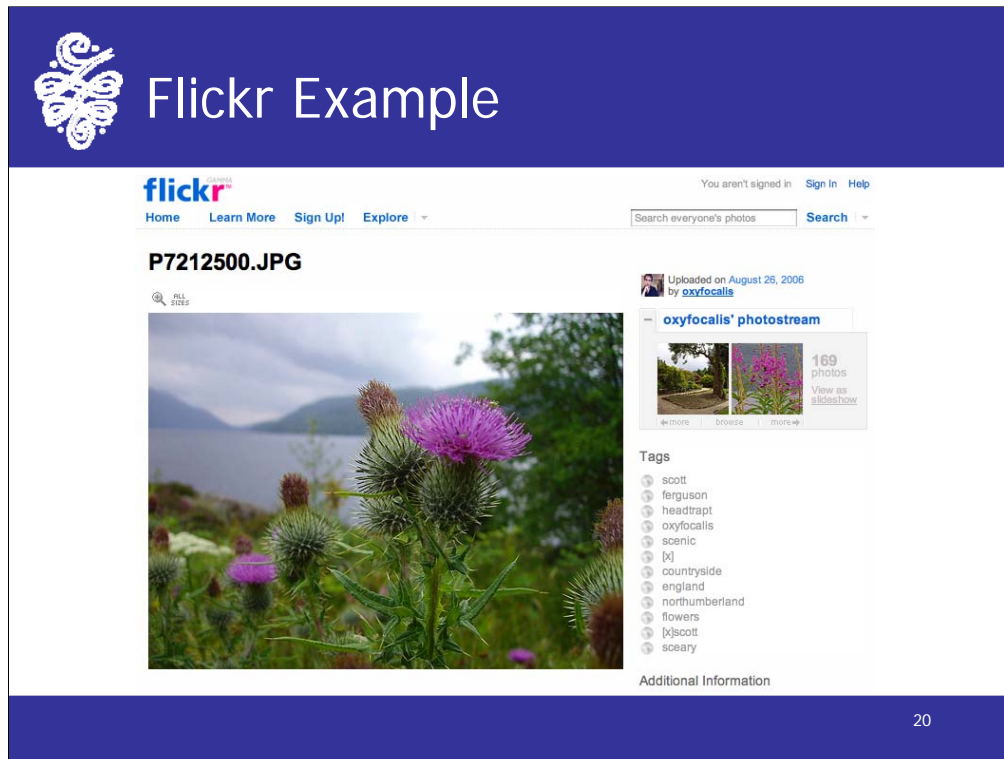 Flickr Example
flickr GAMMA™
You aren't signed in Sign In Help
Home Learn More Sign Up! Explore
Search everyone's photos Search
P7212500.JPG
ALL SIZES
Uploaded on August 26, 2006
by oxyfocalis
oxyfocalis' photostream
169
photos
View as
slideshow
more browse more
Tags
scott
ferguson
headtrapt
oxyfocalis
scenic
[x]
countryside
england
northumberland
flowers
[x]scott
sceary
Additional Information
20